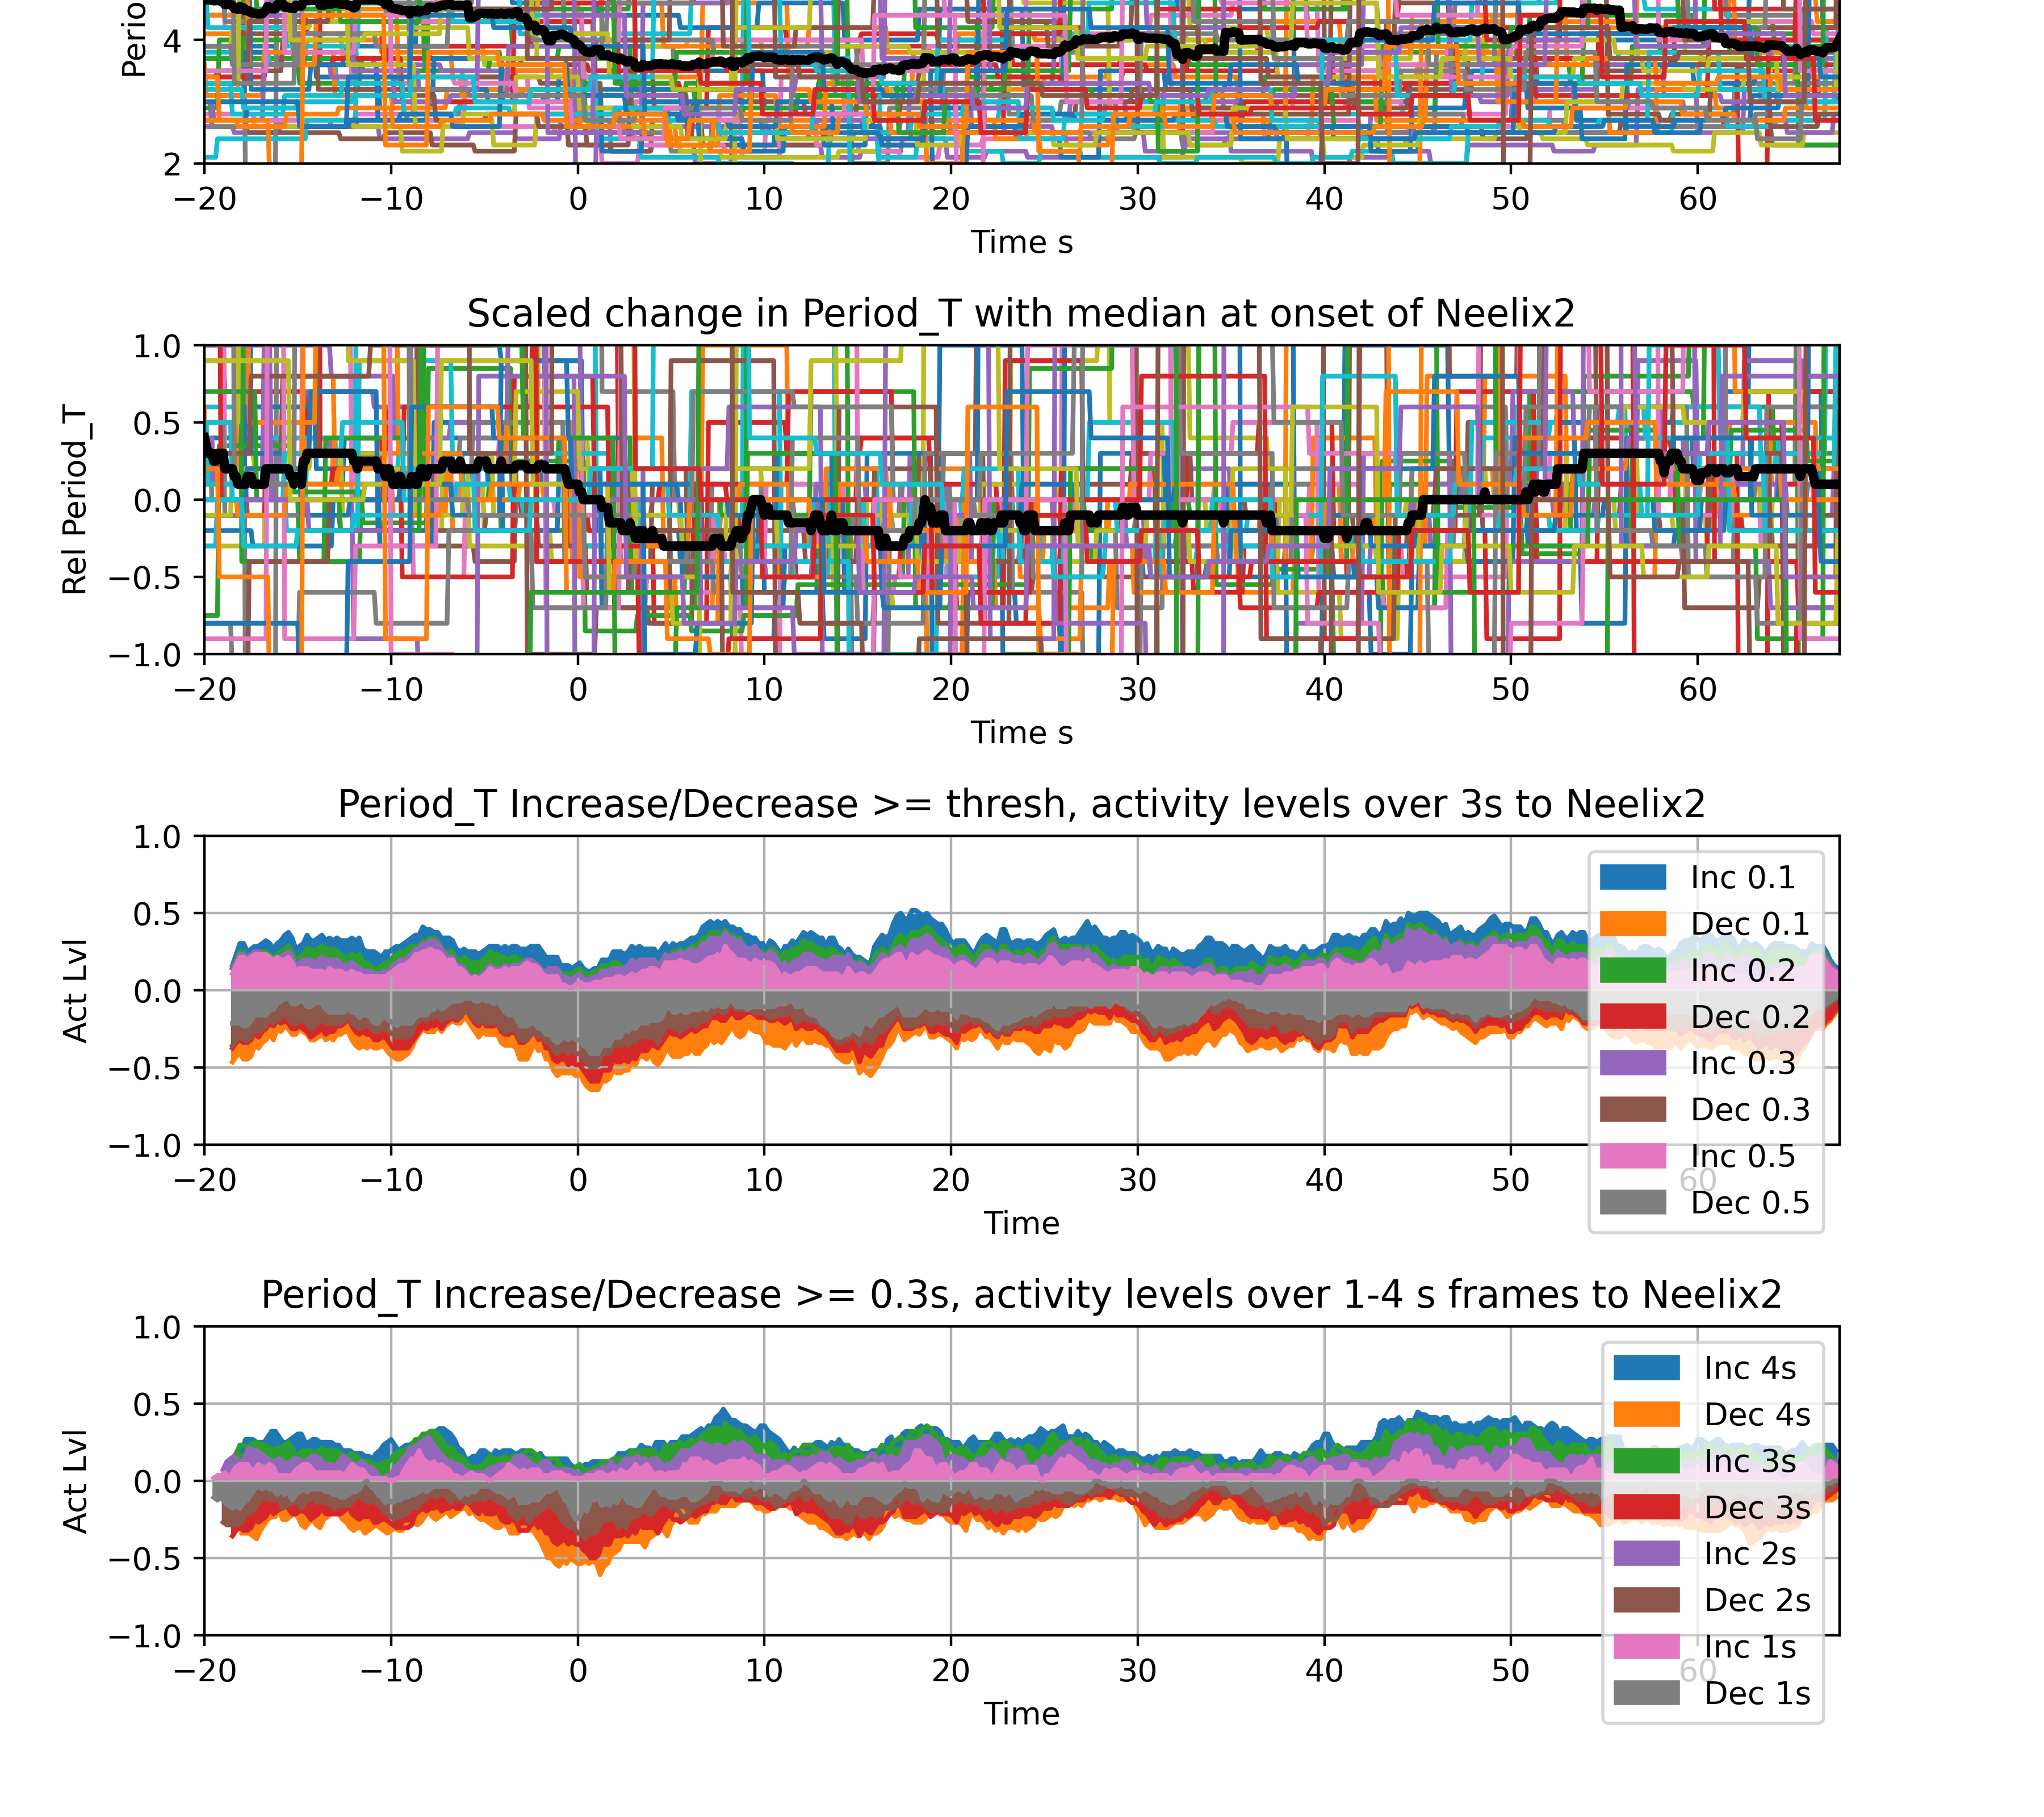 Perio
4
2
−20 −10 0 10 20 30 40 50 60
Time s
Scaled change in Period_T with median at onset of Neelix2
Rel Period_T
1.0
0.5
0.0
−0.5
−1.0
−20 −10 0 10 20 30 40 50 60
Time s
Period_T Increase/Decrease >= thresh, activity levels over 3s to Neelix2
Act Lvl
1.0
0.5
0.0
−0.5
−1.0
Inc 0.1
Dec 0.1
Inc 0.2
Dec 0.2
Inc 0.3
Dec 0.3
Inc 0.5
Dec 0.5
−20 −10 0 10 20 30 40 50 60
Time
Period_T Increase/Decrease >= 0.3s, activity levels over 1-4 s frames to Neelix2
Act Lvl
1.0
0.5
0.0
−0.5
−1.0
Inc 4s
Dec 4s
Inc 3s
Dec 3s
Inc 2s
Dec 2s
Inc 1s
Dec 1s
−20 −10 0 10 20 30 40 50 60
Time